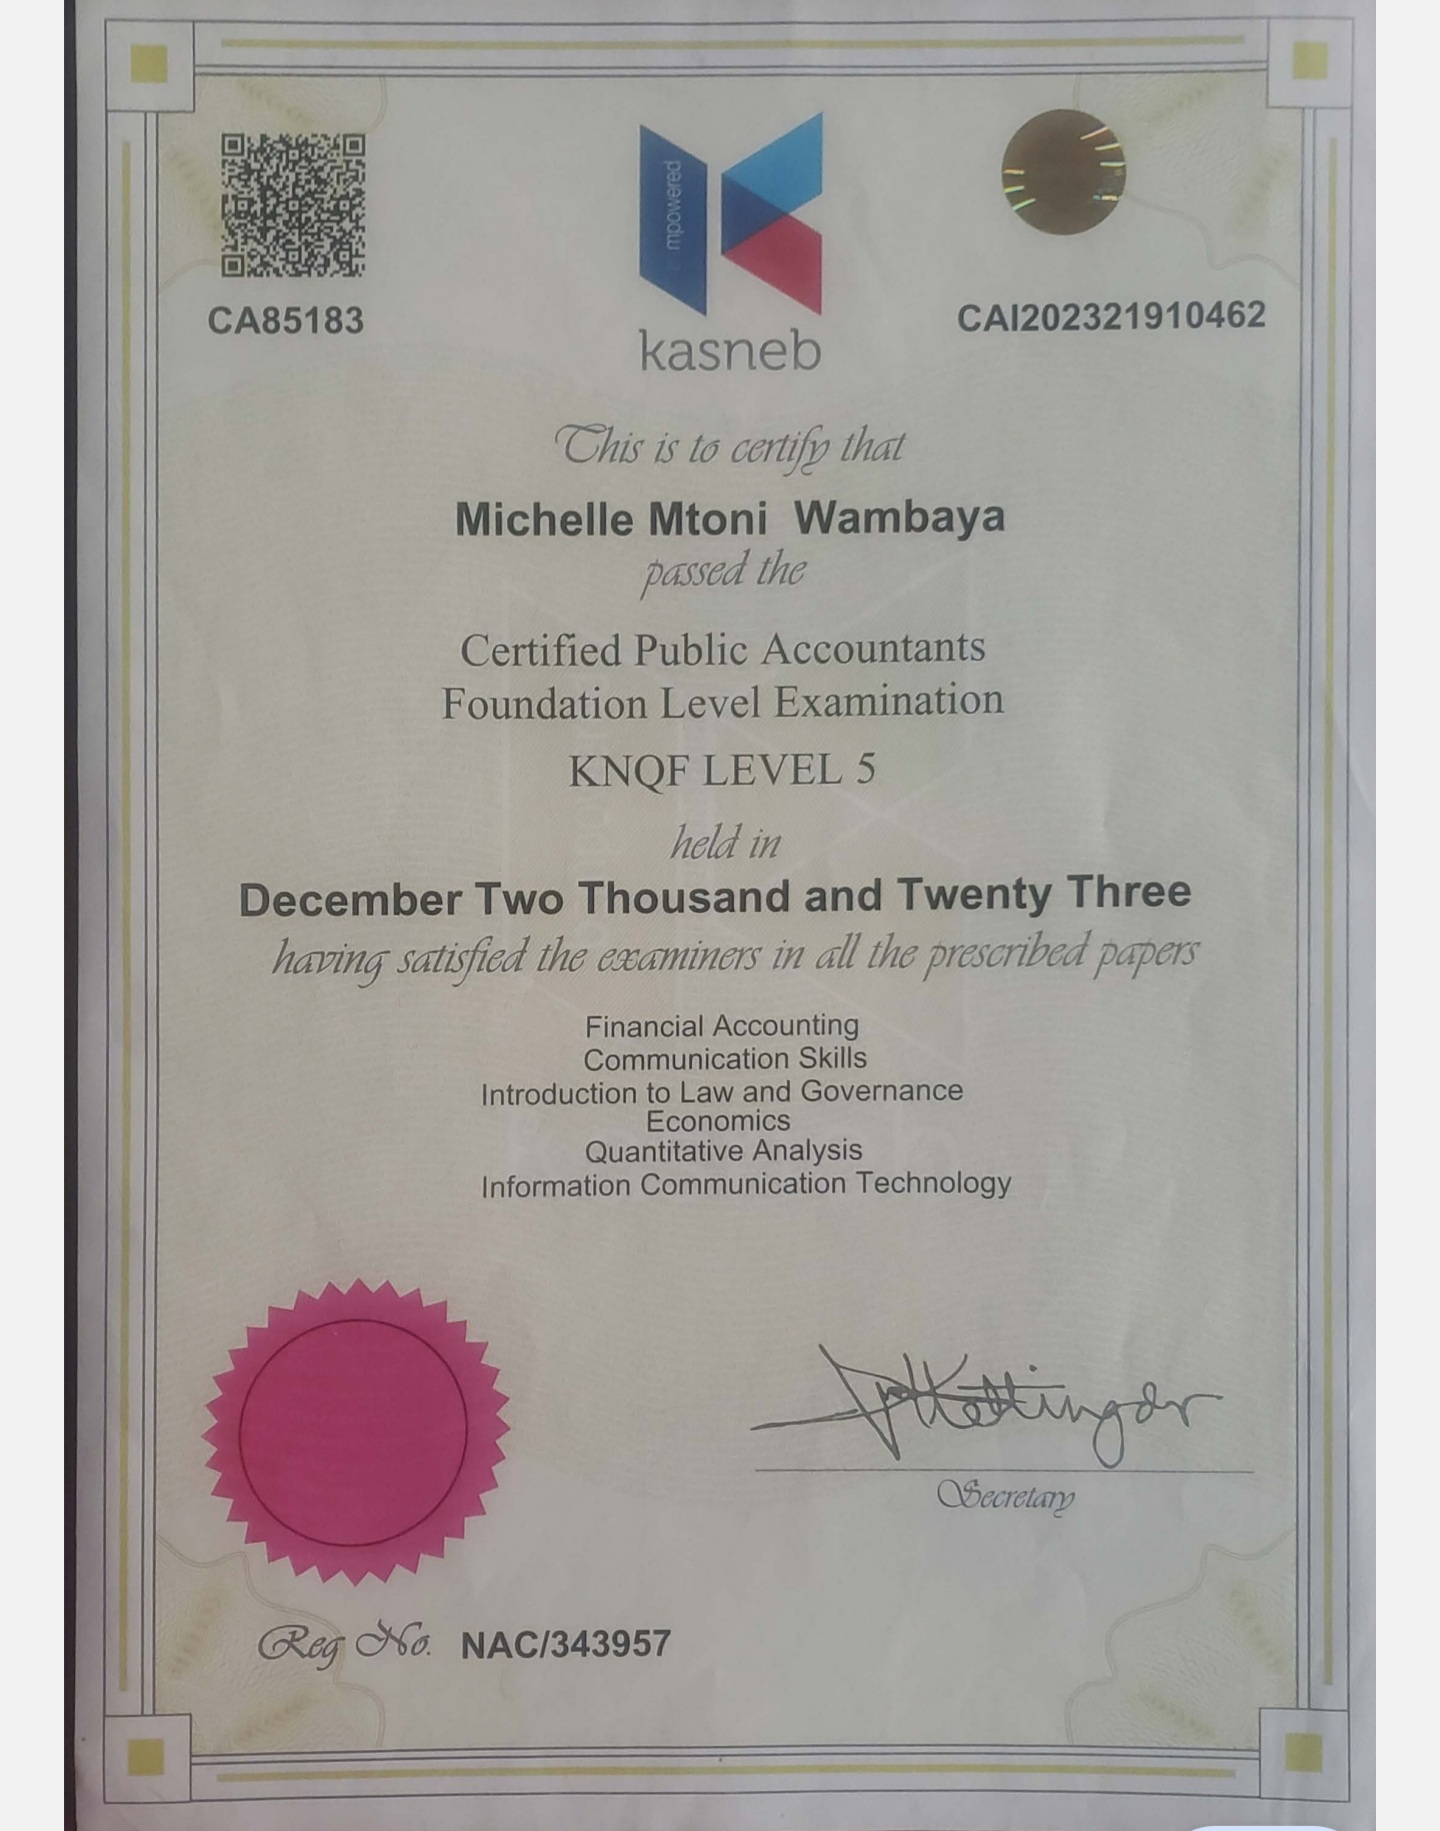 mpowered
CA85183
kasneb
CAI202321910462
This is to certify that
Michelle Mtoni Wambaya
passed the
Certified Public Accountants
Foundation Level Examination
KNQF LEVEL 5
held in
December Two Thousand and Twenty Three
having satisfied the examiners in all the prescribed papers
Financial Accounting
Communication Skills
Introduction to Law and Governance
Economics
Quantitative Analysis
Information Communication Technology
Secretary
Reg No. NAC/343957